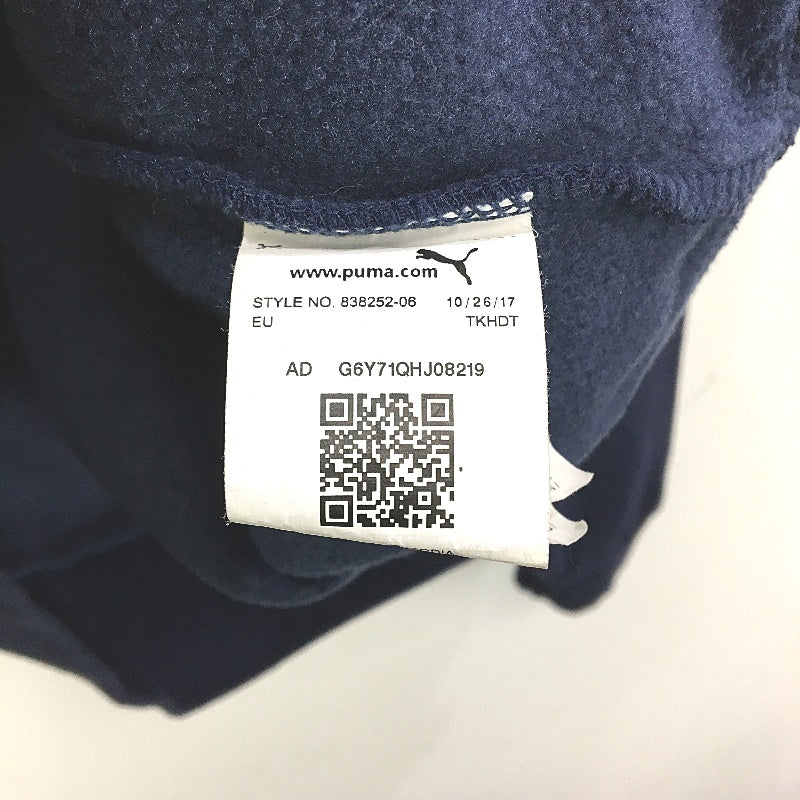 www.puma.com
STYLE NO. 838252-06 10/26/17
EU TKHDT
AD G6Y71QHJ08219